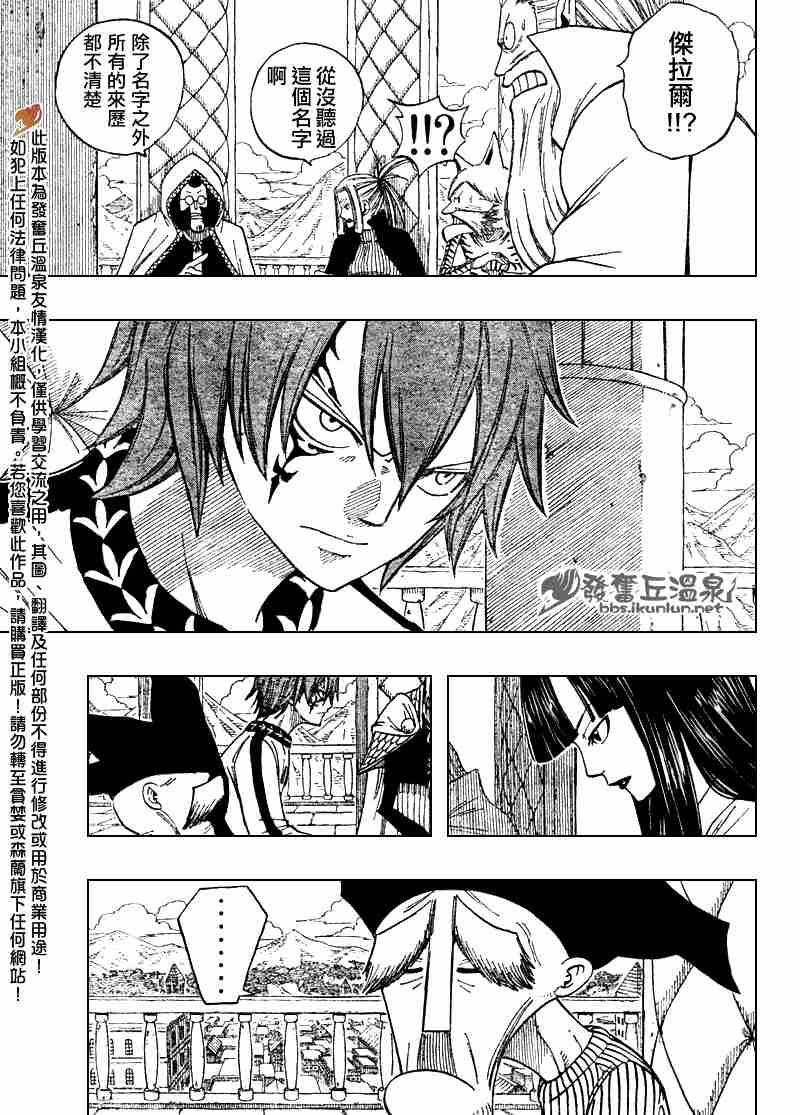 傑拉爾
!!?
!!?
從沒聽過
這個名字
啊
除了名字之外
所有的來歷
都不清楚
發奮丘溫泉
bbs.ikunlun.net
……
此版本為發奮丘溫泉友情漢化，僅供學習交流之用，其圖、翻譯及任何部份不得進行修改或用於商業用途！
如犯上任何法律問題，本小組概不負責。若您喜歡此作品，請購買正版！請勿轉至貪婪或森蘭旗下任何網站！